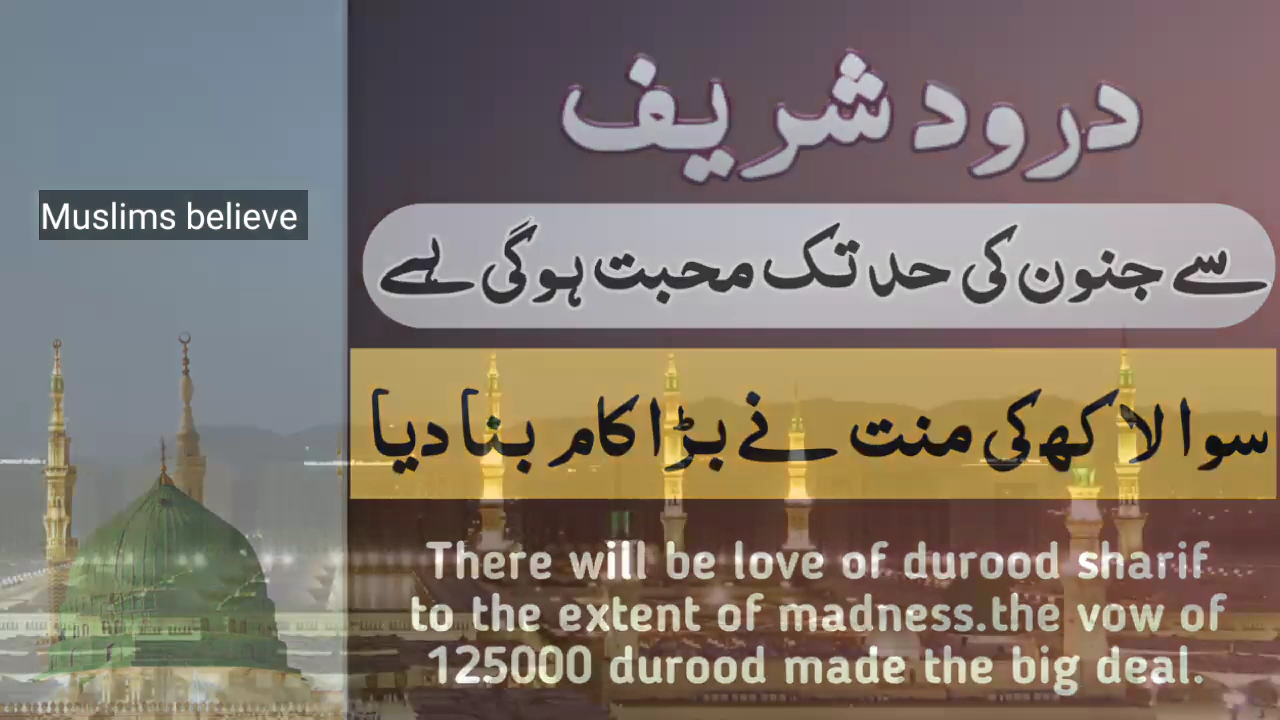 درود شریف
Muslims believe
سے جنون کی حد تک محبت ہوگی ہے
سوا لاکھ کی منت نے بڑا کام بنا دیا
There will be love of durood sharif
to the extent of madness.the vow of
125000 durood made the big deal.